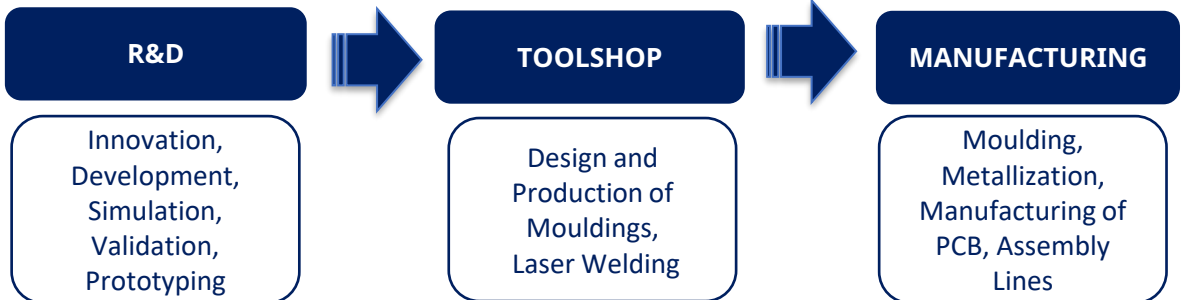 R&D
Innovation,
Development,
Simulation,
Validation,
Prototyping
TOOLSHOP
Design and
Production of
Mouldings,
Laser Welding
MANUFACTURING
Moulding,
Metallization,
Manufacturing of
PCB, Assembly
Lines